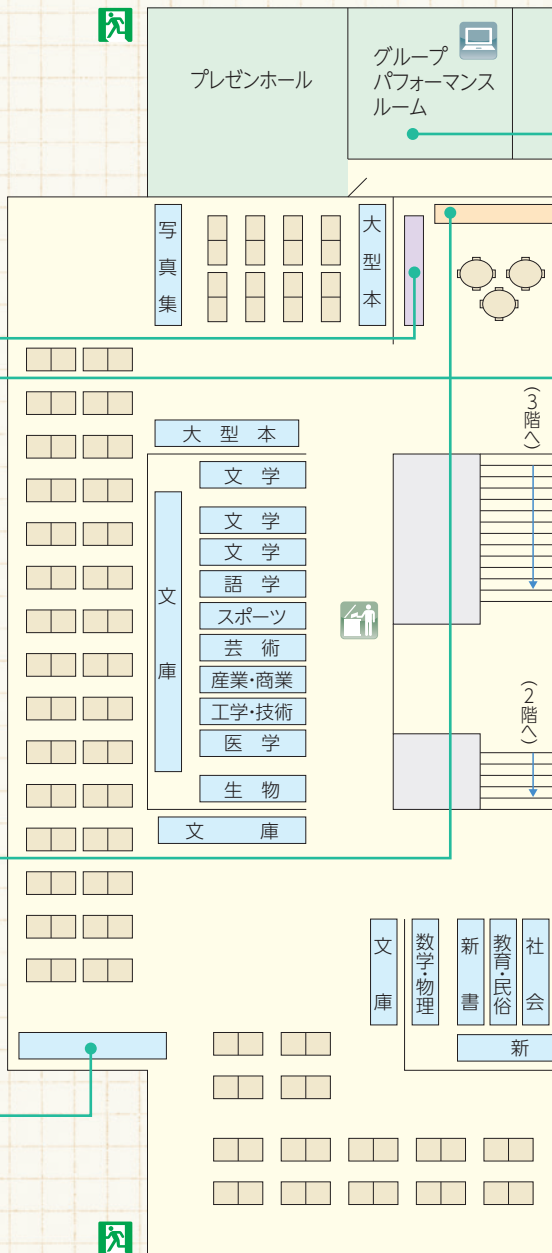 プレゼンホール
グループ
パフォーマンス
ルーム
写真集
大型本
(3階へ)
大型本
文学
文学
文学
語学
スポーツ
芸術
産業・商業
工学・技術
医学
生物
文庫
文庫
(2階へ)
文庫
数学・物理
新書
教育・民俗
社会
新